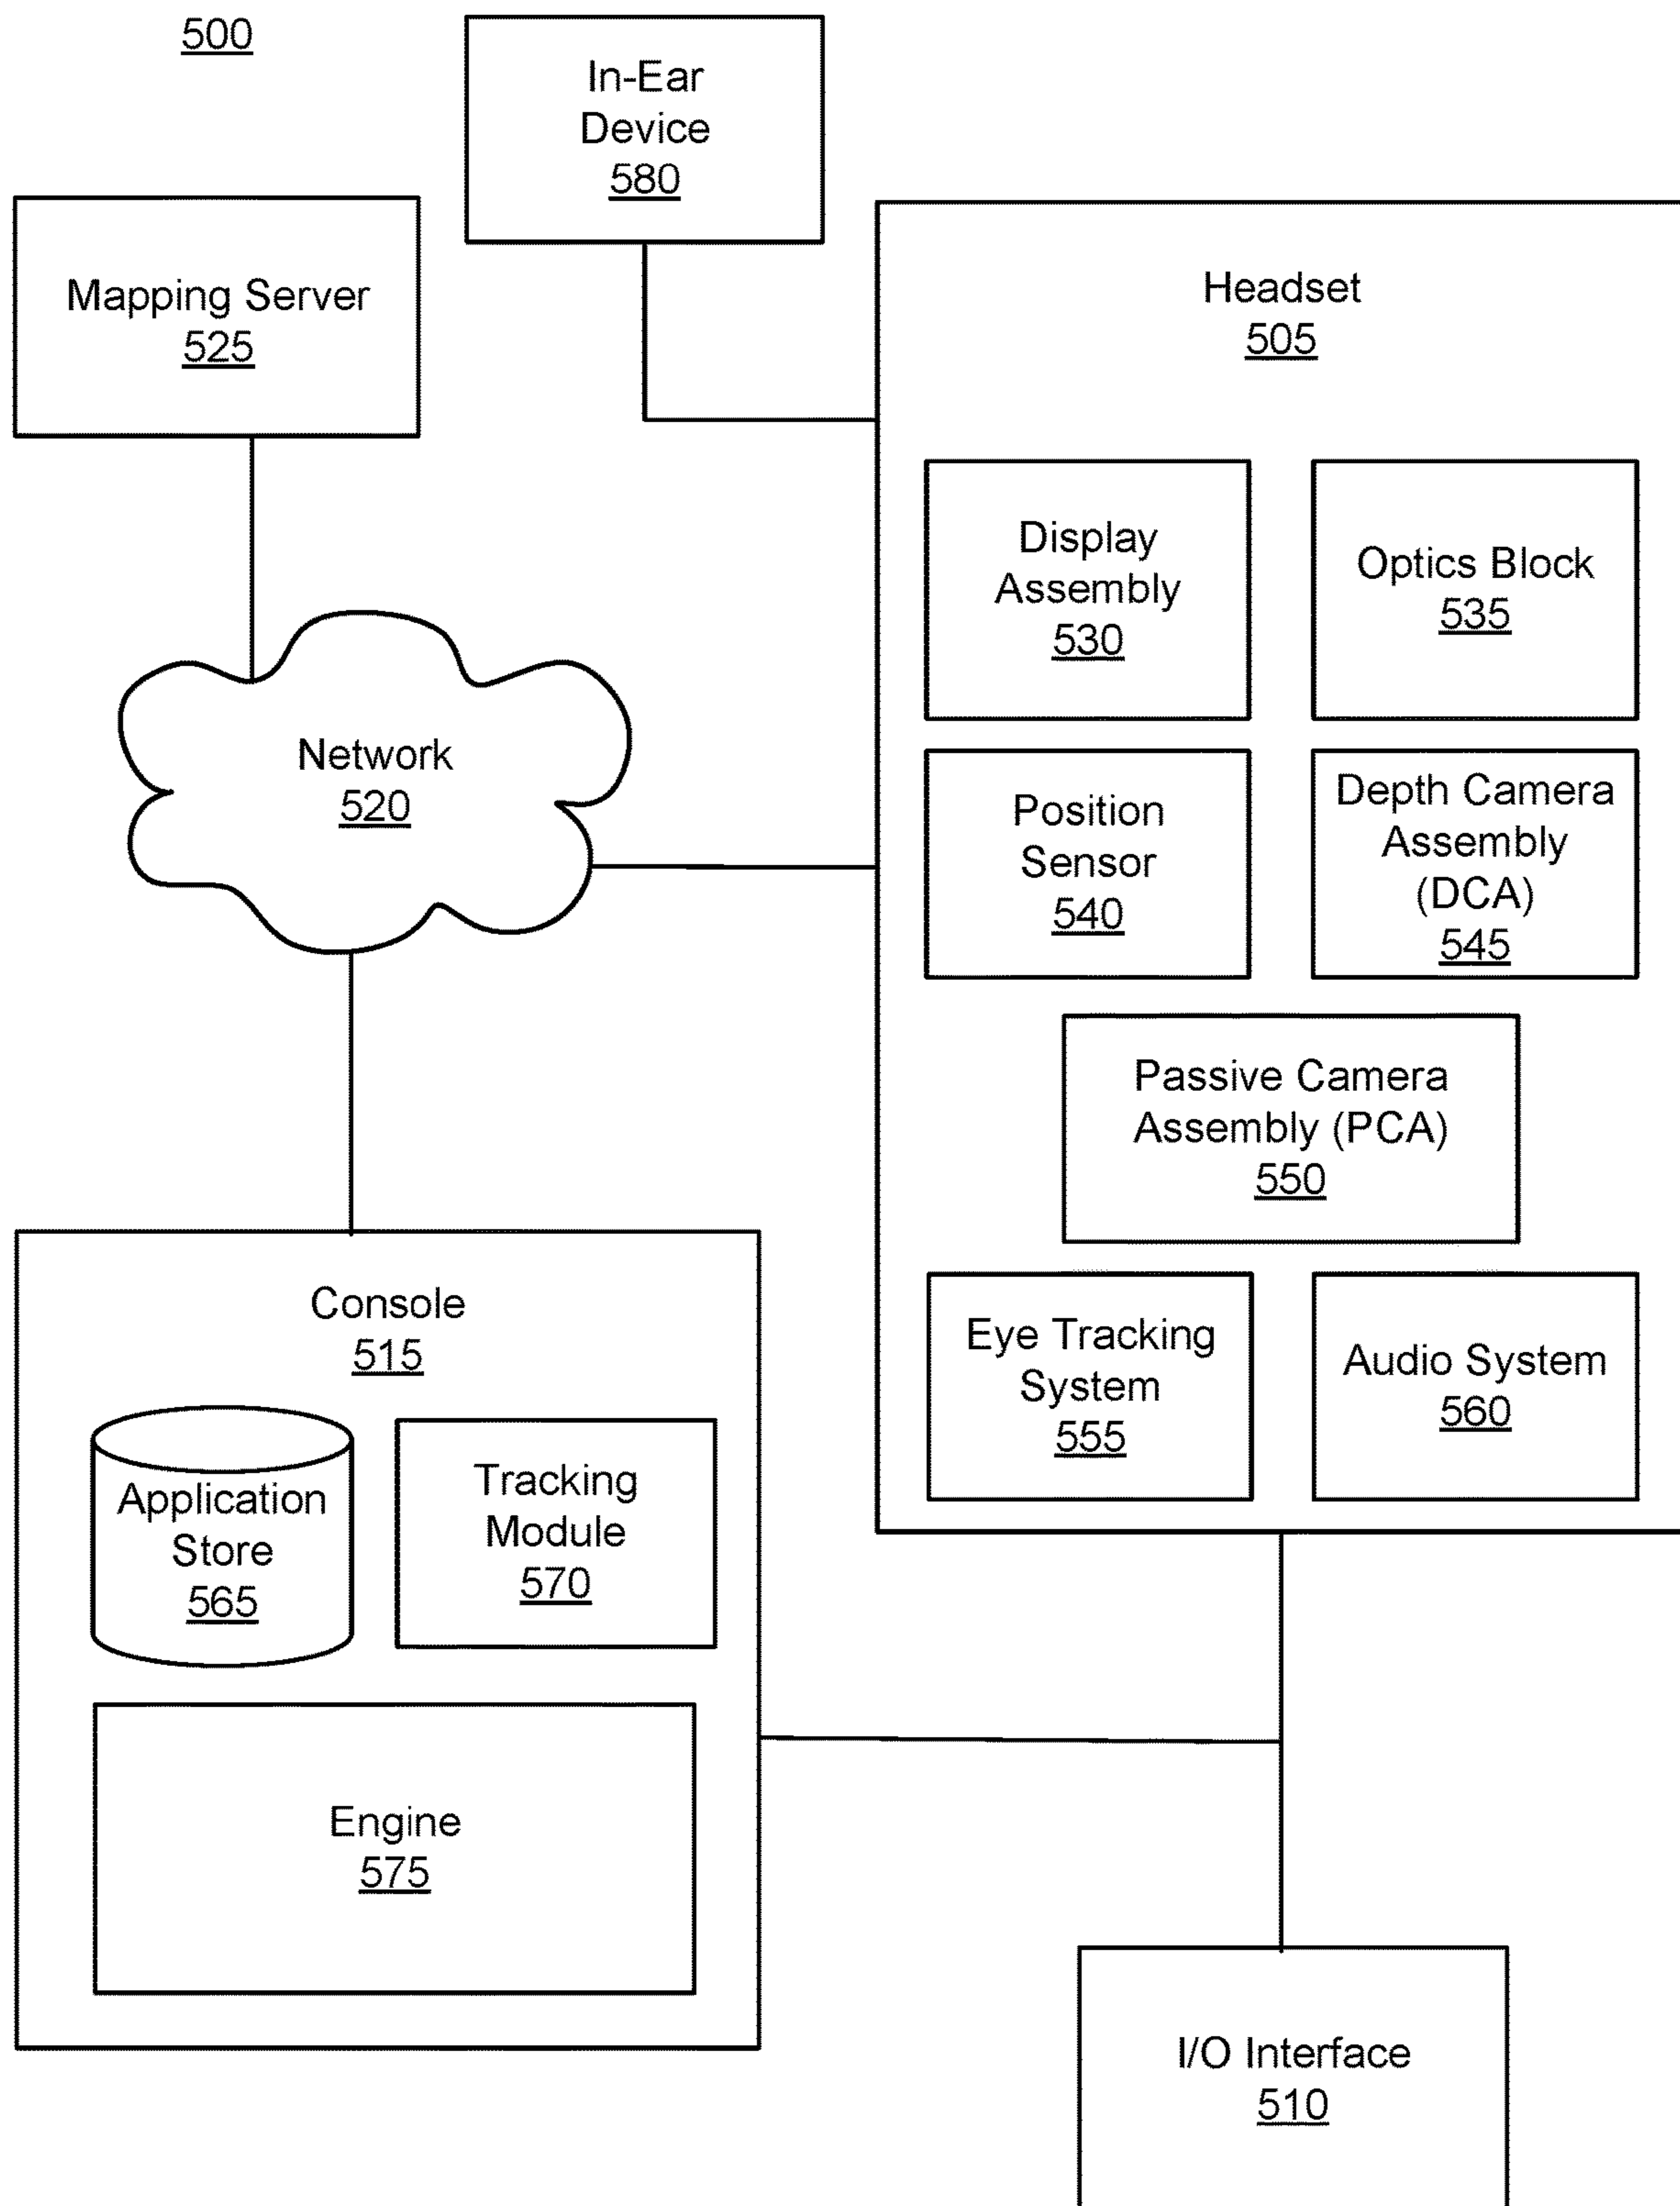 500
In-Ear
Device
580
Mapping Server
525
Headset
505
Display
Assembly
530
Optics Block
535
Network
520
Position
Sensor
540
Depth Camera
Assembly
(DCA)
545
Passive Camera
Assembly (PCA)
550
Console
515
Eye Tracking
System
555
Audio System
560
Application
Store
565
Tracking
Module
570
Engine
575
I/O Interface
510